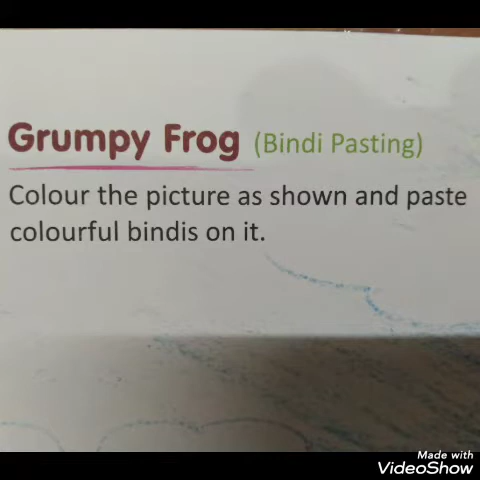 Grumpy Frog (Bindi Pasting)
Colour the picture as shown and paste
colourful bindis on it.
Made with
VideoShow